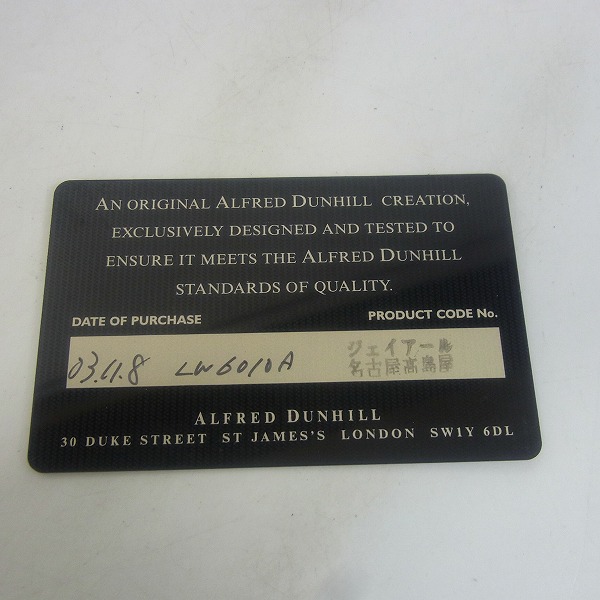 AN ORIGINAL ALFRED DUNHILL CREATION,
EXCLUSIVELY DESIGNED AND TESTED TO
ENSURE IT MEETS THE ALFRED DUNHILL
STANDARDS OF QUALITY.
DATE OF PURCHASE PRODUCT CODE No.
03.11.8 LW6010A ジェイアール
名古屋高島屋
ALFRED DUNHILL
30 DUKE STREET ST JAMES'S LONDON SW1Y 6DL